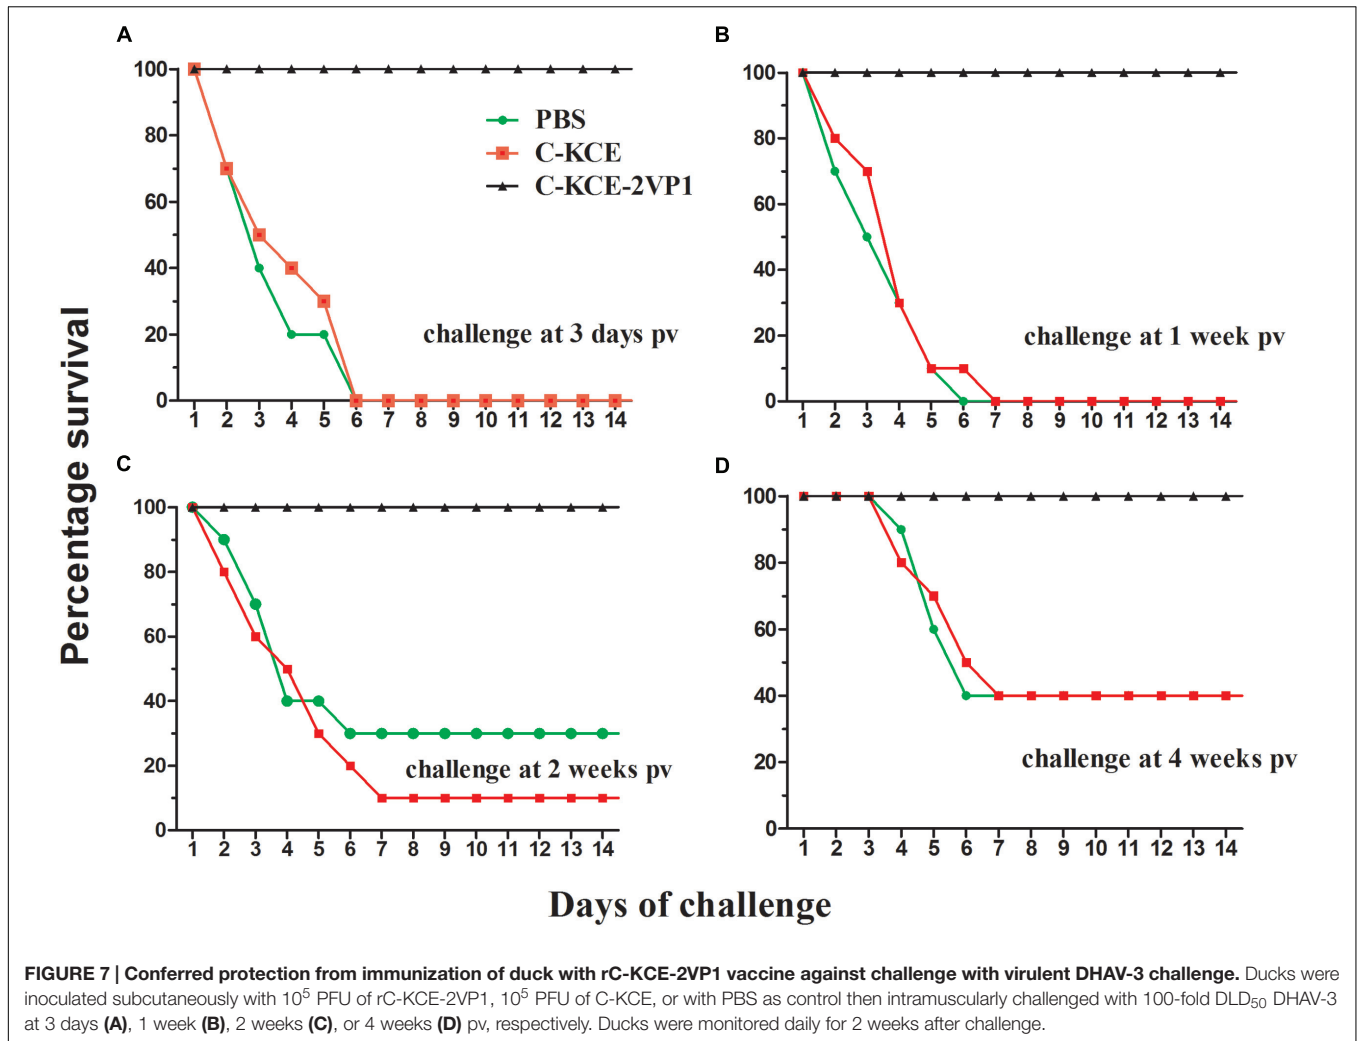 A
100
80
60
40
20
0
1 2 3 4 5 6 7 8 9 10 11 12 13 14
PBS
C-KCE
C-KCE-2VP1
challenge at 3 days pv
B
100
80
60
40
20
0
1 2 3 4 5 6 7 8 9 10 11 12 13 14
challenge at 1 week pv
Percentage survival
C
100
80
60
40
20
0
1 2 3 4 5 6 7 8 9 10 11 12 13 14
challenge at 2 weeks pv
D
100
80
60
40
20
0
1 2 3 4 5 6 7 8 9 10 11 12 13 14
challenge at 4 weeks pv
Days of challenge
FIGURE 7 | Conferred protection from immunization of duck with rC-KCE-2VP1 vaccine against challenge with virulent DHAV-3 challenge. Ducks were
inoculated subcutaneously with 10⁵ PFU of rC-KCE-2VP1, 10⁵ PFU of C-KCE, or with PBS as control then intramuscularly challenged with 100-fold DLD₅₀ DHAV-3
at 3 days (A), 1 week (B), 2 weeks (C), or 4 weeks (D) pv, respectively. Ducks were monitored daily for 2 weeks after challenge.